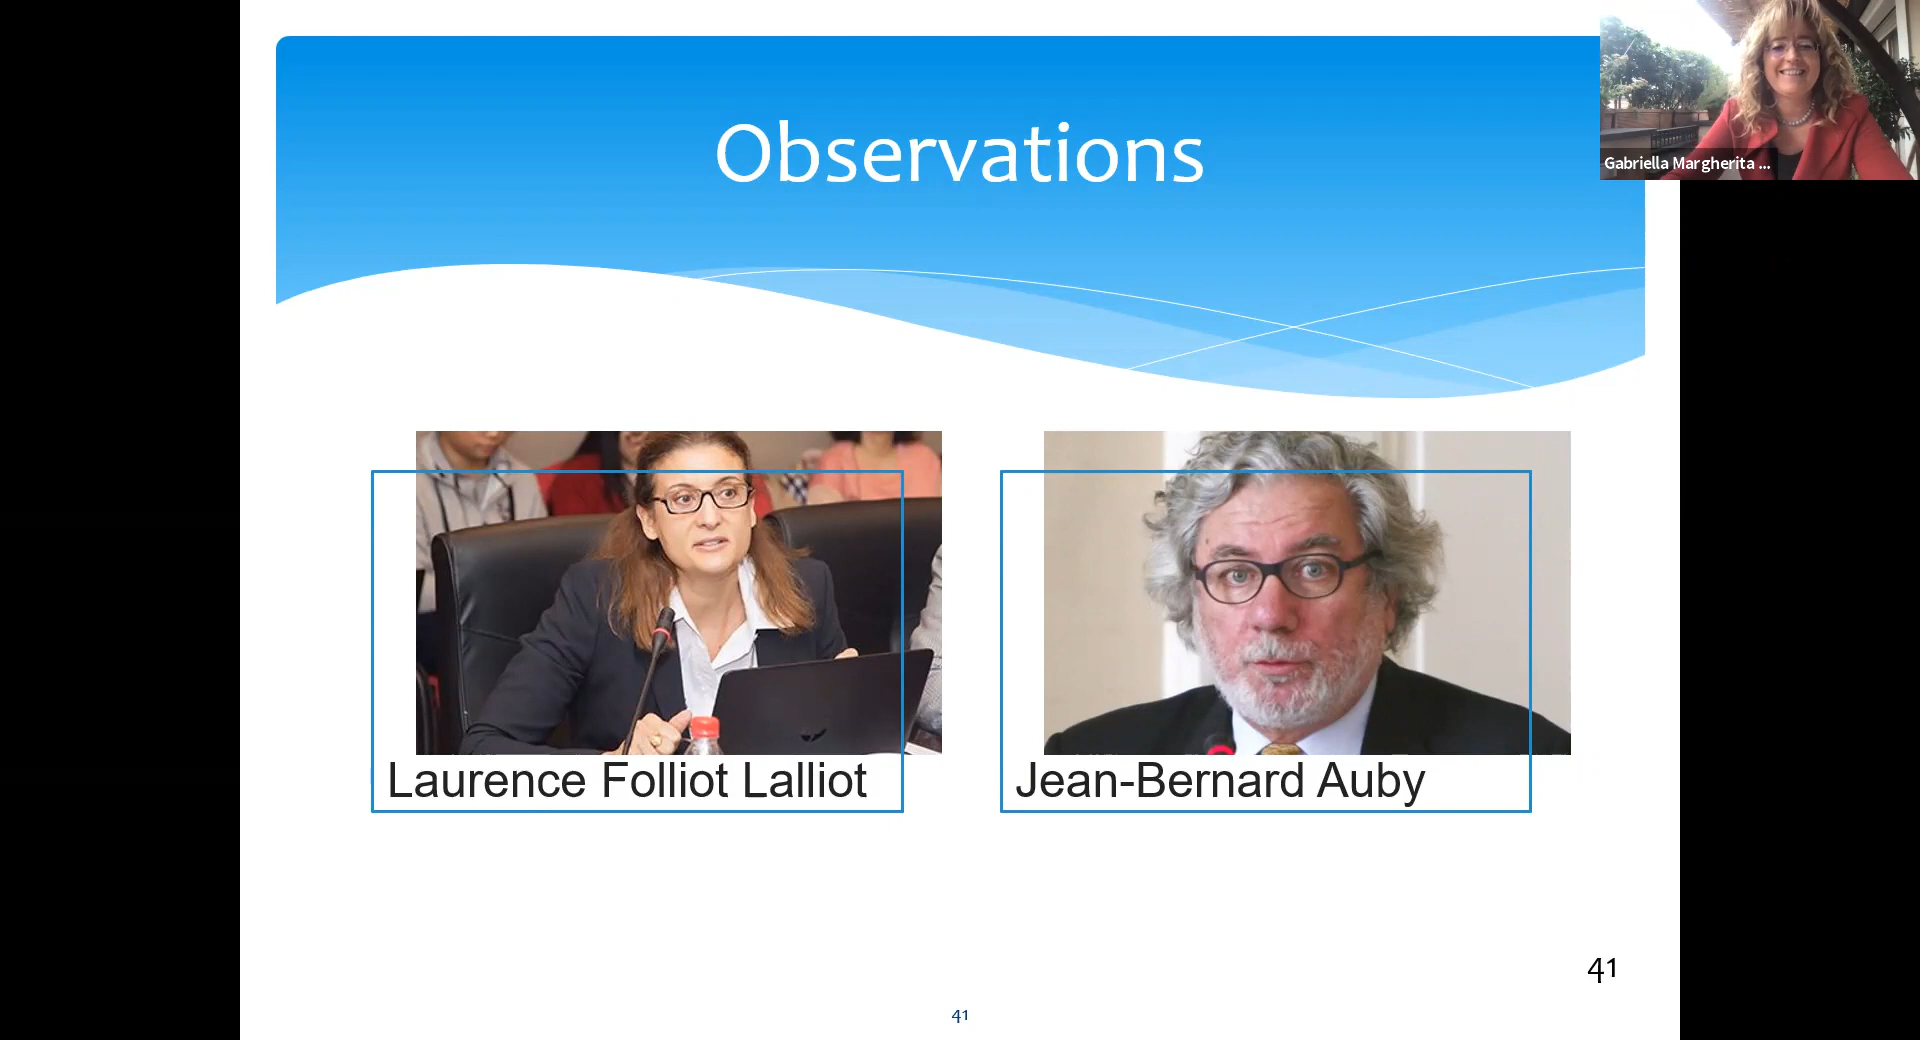 Observations
Gabriella Margherita ...
Laurence Folliot Lalliot
Jean-Bernard Auby
41
41